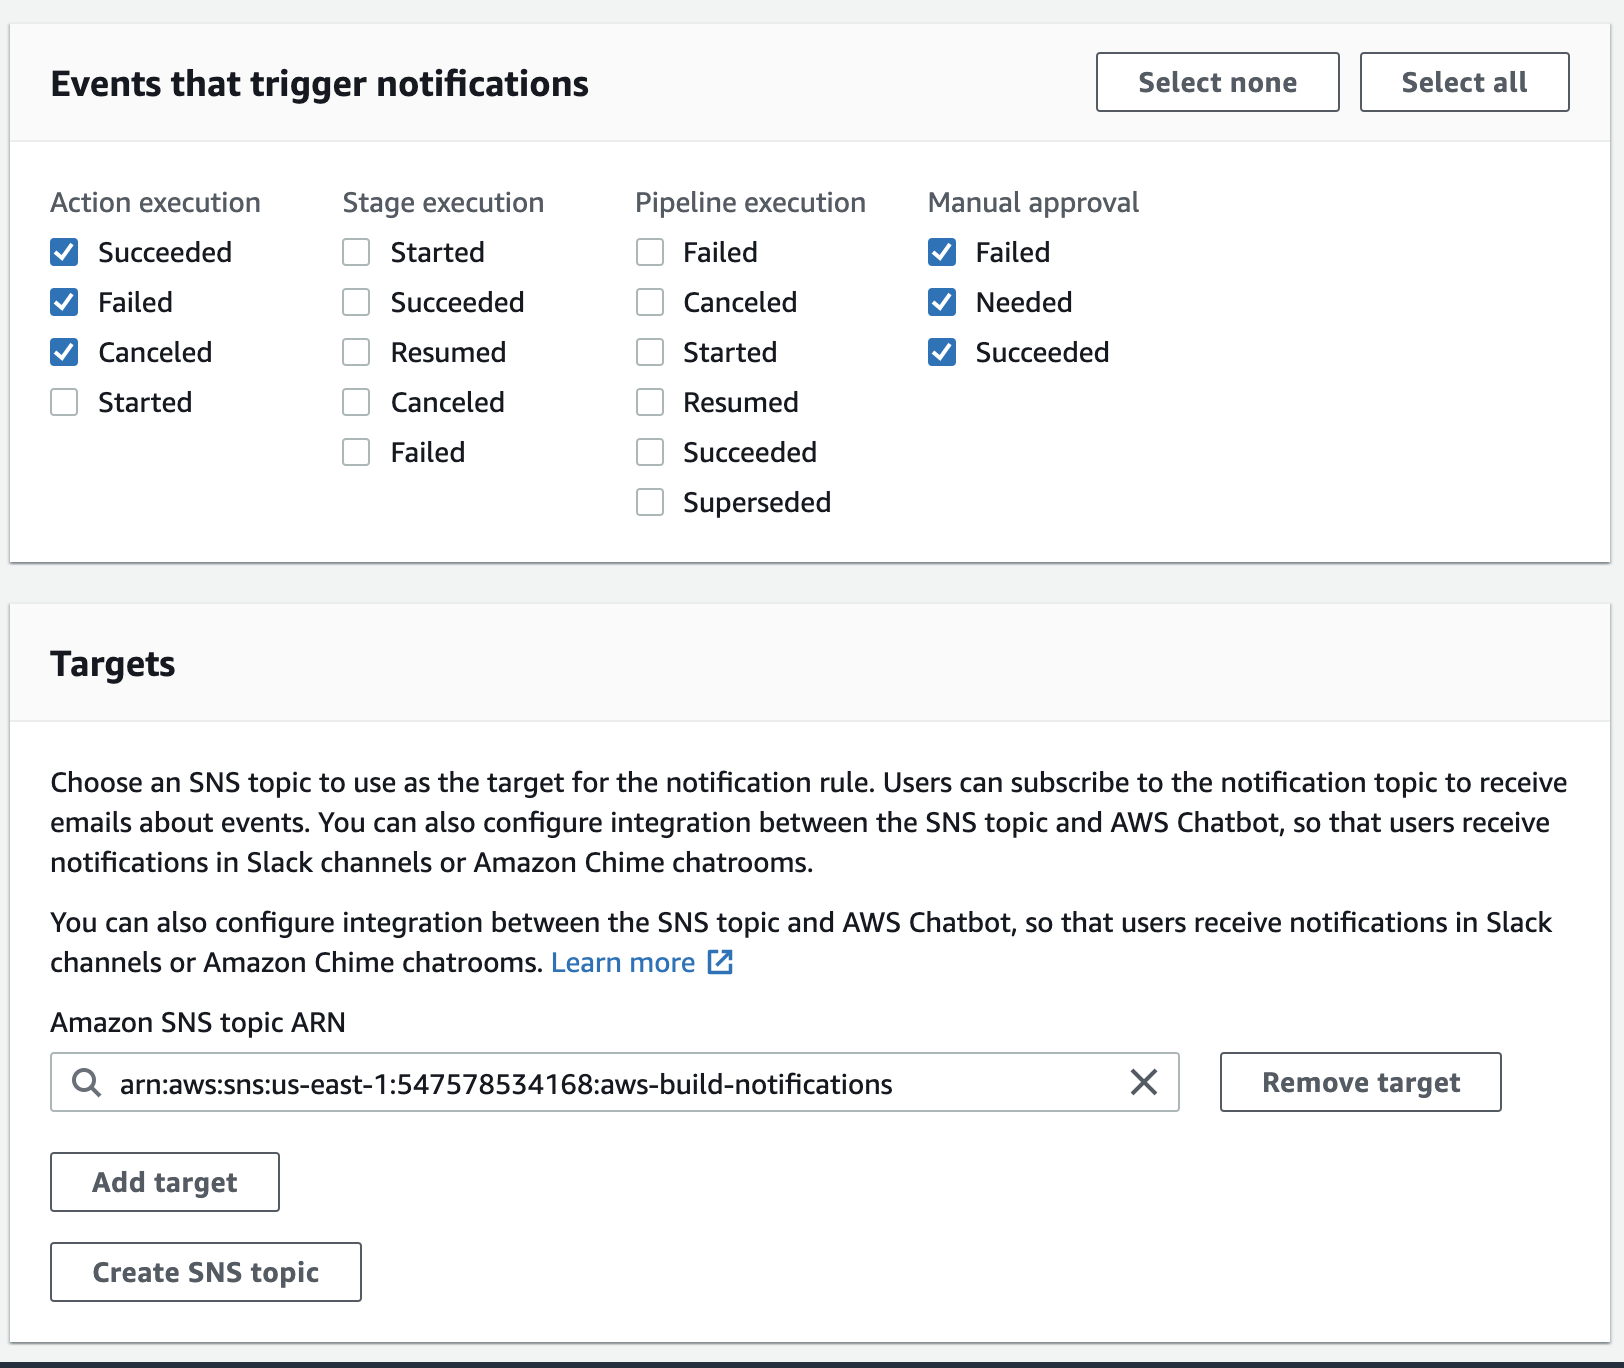 Events that trigger notifications
Select none
Select all
Action execution
Succeeded
Failed
Canceled
Started
Stage execution
Started
Succeeded
Resumed
Canceled
Failed
Pipeline execution
Failed
Canceled
Started
Resumed
Succeeded
Superseded
Manual approval
Failed
Needed
Succeeded
Targets
Choose an SNS topic to use as the target for the notification rule. Users can subscribe to the notification topic to receive
emails about events. You can also configure integration between the SNS topic and AWS Chatbot, so that users receive
notifications in Slack channels or Amazon Chime chatrooms.
You can also configure integration between the SNS topic and AWS Chatbot, so that users receive notifications in Slack
channels or Amazon Chime chatrooms. Learn more
Amazon SNS topic ARN
arn:aws:sns:us-east-1:547578534168:aws-build-notifications
Remove target
Add target
Create SNS topic